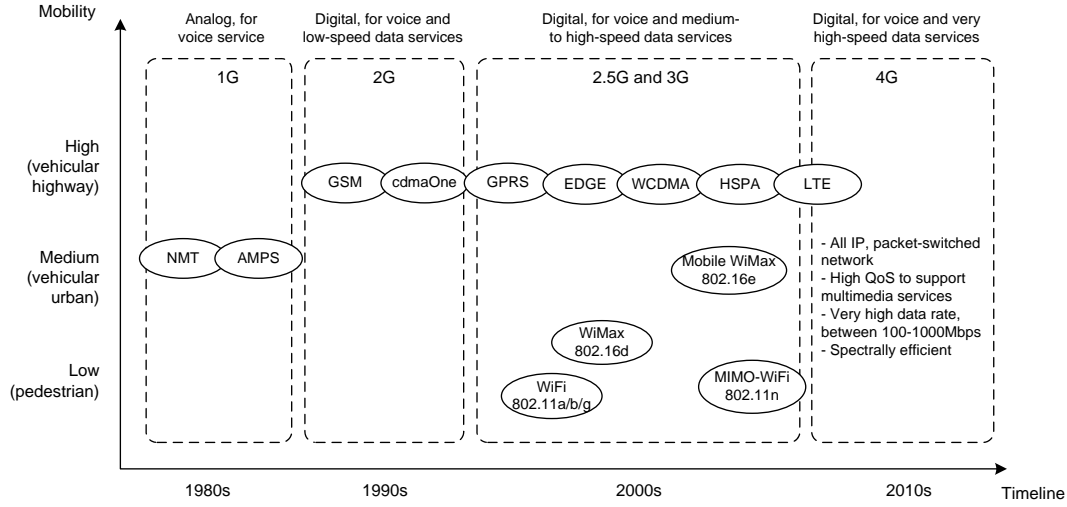 Mobility
Analog, for
voice service
Digital, for voice and
low-speed data services
Digital, for voice and medium-
to high-speed data services
Digital, for voice and very
high-speed data services
1G
2G
2.5G and 3G
4G
High
(vehicular
highway)
GSM
cdmaOne
GPRS
EDGE
WCDMA
HSPA
LTE
Medium
(vehicular
urban)
NMT
AMPS
Mobile WiMax
802.16e
- All IP, packet-switched
network
- High QoS to support
multimedia services
- Very high data rate,
between 100-1000Mbps
- Spectrally efficient
WiMax
802.16d
Low
(pedestrian)
WiFi
802.11a/b/g
MIMO-WiFi
802.11n
1980s
1990s
2000s
2010s
Timeline